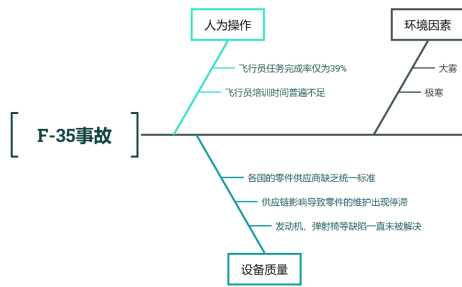 人为操作
环境因素
飞行员任务完成率仅为39%
大雾
飞行员培训时间普遍不足
极寒
F-35事故
各国的零件供应商缺乏统一标准
供应链影响导致零件的维护出现停滞
发动机、弹射椅等缺陷一直未被解决
设备质量